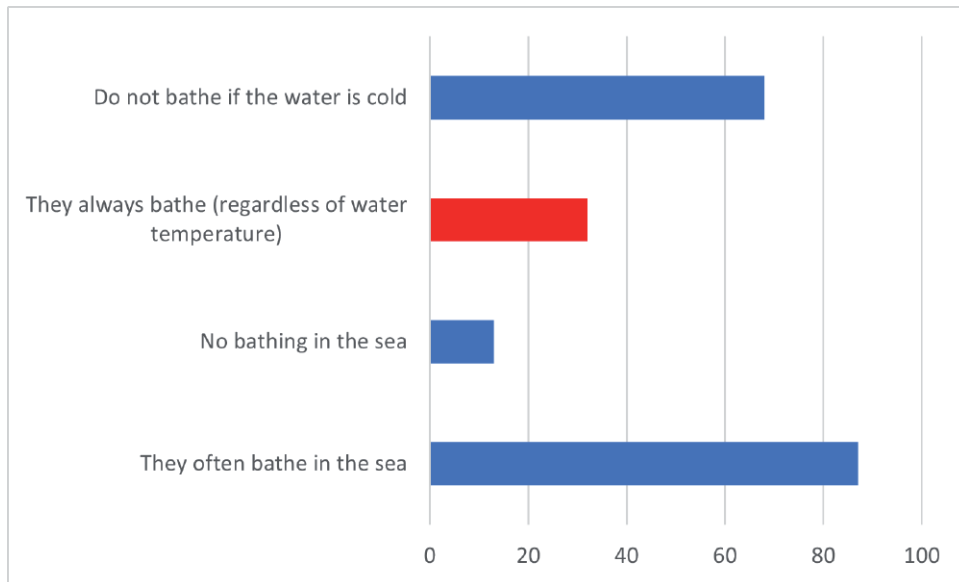 Do not bathe if the water is cold
They always bathe (regardless of water
temperature)
No bathing in the sea
They often bathe in the sea
0 20 40 60 80 100